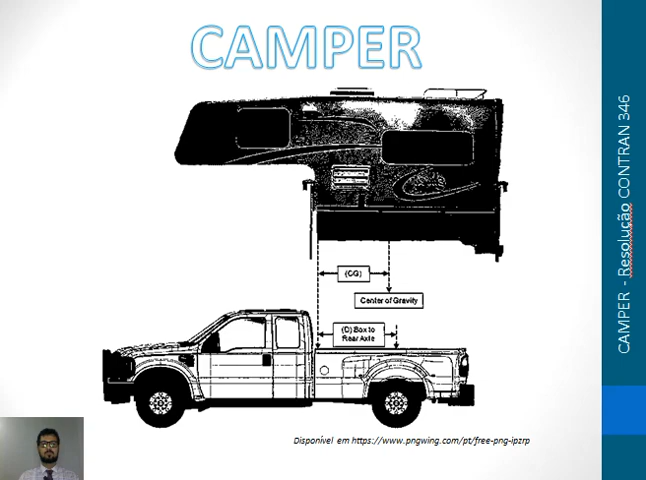 CAMPER
(CG)
Center of Gravity
(D) Box to
Rear Axle
Disponível em https://www.pngwing.com/pt/free-png-ipzrp
CAMPER - Resolução CONTRAN 346